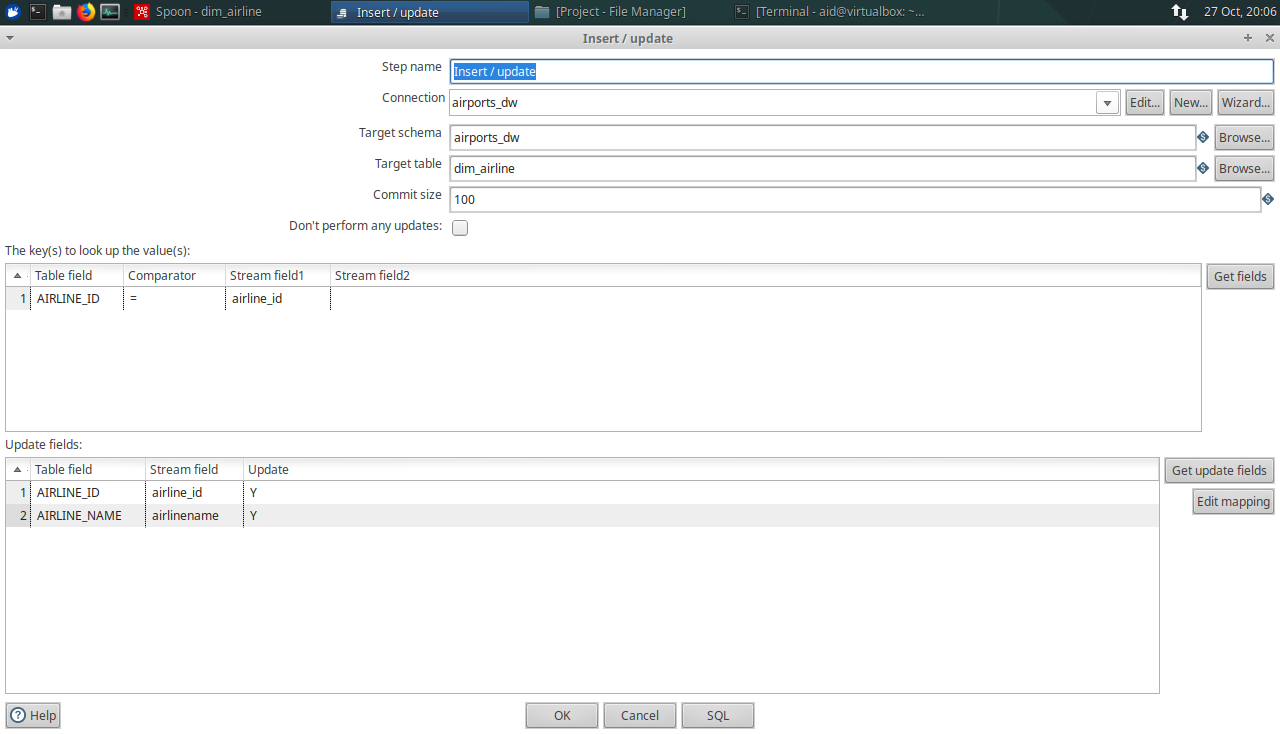 Spoon - dim_airline Insert / update [Project - File Manager] [Terminal - aid@virtualbox: ~... 27 Oct, 20:06
Insert / update
Step name Insert / update
Connection airports_dw Edit... New... Wizard...
Target schema airports_dw Browse...
Target table dim_airline Browse...
Commit size 100
Don't perform any updates:
The key(s) to look up the value(s):
Table field Comparator Stream field1 Stream field2 Get fields
1 AIRLINE_ID = airline_id
Update fields:
Table field Stream field Update Get update fields
1 AIRLINE_ID airline_id Y Edit mapping
2 AIRLINE_NAME airlinename Y
Help OK Cancel SQL